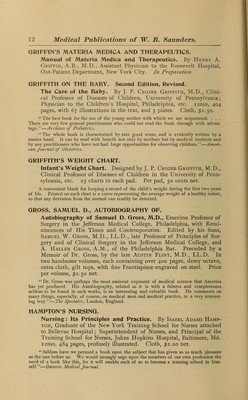 12 Medical Publications of W. B. Saunders.
GRIFFIN'S MATERIA MEDICA AND THERAPEUTICS.
Manual of Materia Medica and Therapeutics. By HENRY A.
GRIFFIN, A.B., M.D., Assistant Physician to the Roosevelt Hospital,
Out-Patient Department, New York City. In Preparation.
GRIFFITH ON THE BABY. Second Edition, Revised.
The Care of the Baby. By J. P. CROZER GRIFFITH, M.D., Clini-
cal Professor of Diseases of Children, University of Pennsylvania;
Physician to the Children's Hospital, Philadelphia, etc. 12mo, 404
pages, with 67 illustrations in the text, and 5 plates. Cloth, $1.50.
"The best book for the use of the young mother with which we are acquainted. . . .
There are very few general practitioners who could not read the book through with advan-
tage."—Archives of Pediatrics.
"The whole book is characterized by rare good sense, and is evidently written by a
master hand. It can be read with benefit not only by mothers but by medical students and
by any practitioners who have not had large opportunities for observing children."—Ameri-
can Journal of Obstetrics.
GRIFFITH'S WEIGHT CHART.
Infant's Weight Chart. Designed by J. P. CROZER GRIFFITH, M.D.,
Clinical Professor of Diseases of Children in the University of Penn-
sylvania, etc. 25 charts in each pad. Per pad, 50 cents net.
A convenient blank for keeping a record of the child's weight during the first two years
of life. Printed on each chart is a curve representing the average weight of a healthy infant,
so that any deviation from the normal can readily be detected.
GROSS, SAMUEL D., AUTOBIOGRAPHY OF.
Autobiography of Samuel D. Gross, M.D., Emeritus Professor of
Surgery in the Jefferson Medical College, Philadelphia, with Remi-
niscences of His Times and Contemporaries. Edited by his Sons,
SAMUEL W. GROSS, M.D., LL.D., late Professor of Principles of Sur-
gery and of Clinical Surgery in the Jefferson Medical College, and
A. HALLER GROSS, A.M., of the Philadelphia Bar. Preceded by a
Memoir of Dr. Gross, by the late AUSTIN FLINT, M.D., LL.D. In
two handsome volumes, each containing over 400 pages, demy octavo,
extra cloth, gilt tops, with fine Frontispiece engraved on steel. Price
per volume, $2.50 net.
"Dr. Gross was perhaps the most eminent exponent of medical science that America
has yet produced. His Autobiography, related as it is with a fulness and completeness
seldom to be found in such works, is an interesting and valuable book. He comments on
many things, especially, of course, on medical men and medical practice, in a very interest-
ing way."—The Spectator, London, England.
HAMPTON'S NURSING.
Nursing: Its Principles and Practice. By ISABEL ADAMS HAMP-
TON, Graduate of the New York Training School for Nurses attached
to Bellevue Hospital; Superintendent of Nurses, and Principal of the
Training School for Nurses, Johns Hopkins Hospital, Baltimore, Md.
12mo, 484 pages, profusely illustrated. Cloth, $2.00 net.
"Seldom have we perused a book upon the subject that has given us so much pleasure
as the one before us. We would strongly urge upon the members of our own profession the
need of a book like this, for it will enable each of us to become a training school in him-
self."—Ontario Medical Journal.